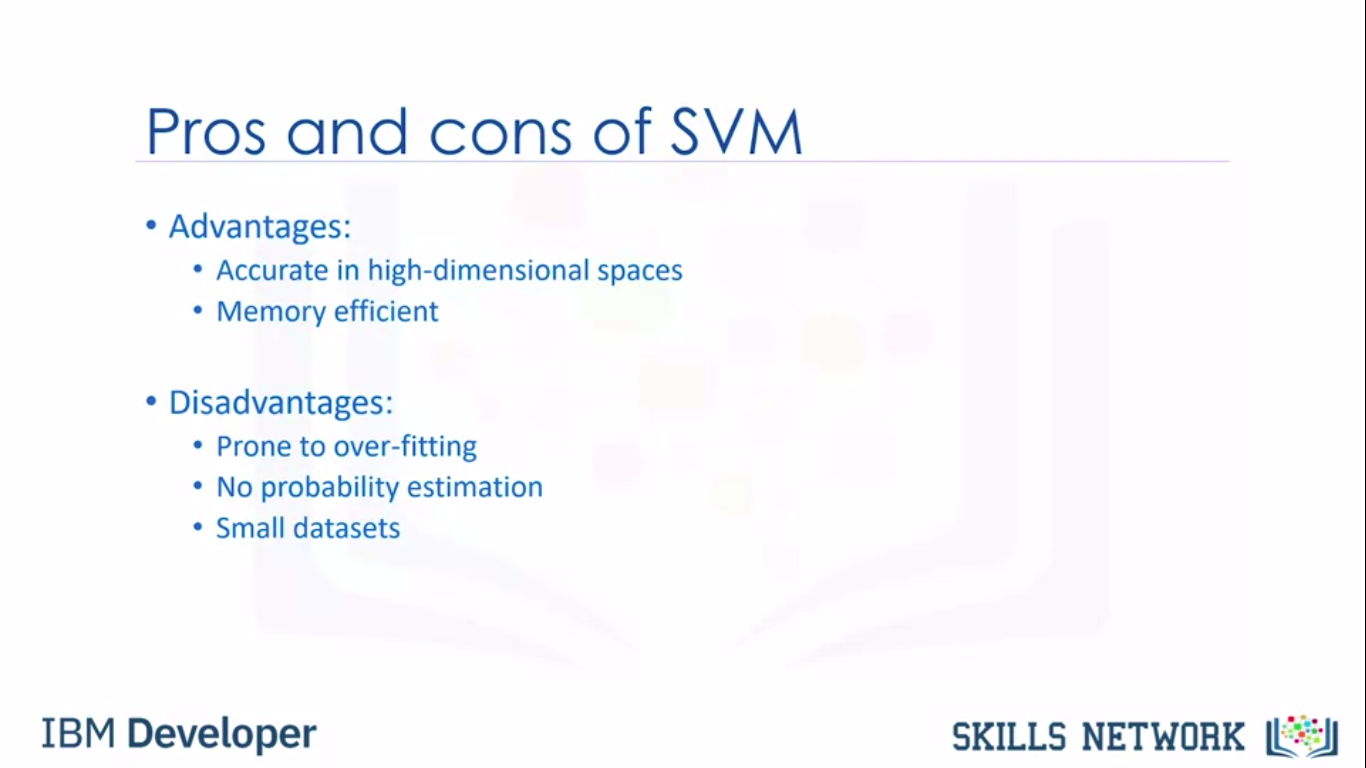 Pros and cons of SVM
• Advantages:
• Accurate in high-dimensional spaces
• Memory efficient
• Disadvantages:
• Prone to over-fitting
• No probability estimation
• Small datasets
IBM Developer
SKILLS NETWORK